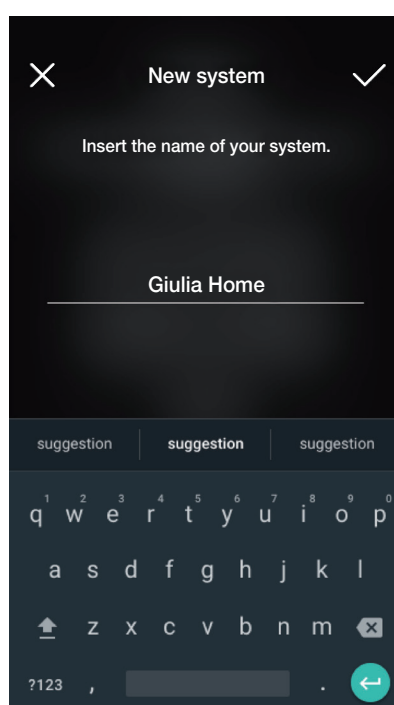 New system
Insert the name of your system.
Giulia Home
suggestion suggestion suggestion
1 2 3 4 5 6 7 8 9 0
q w e r t y u i o p
a s d f g h j k l
z x c v b n m
?123 , .